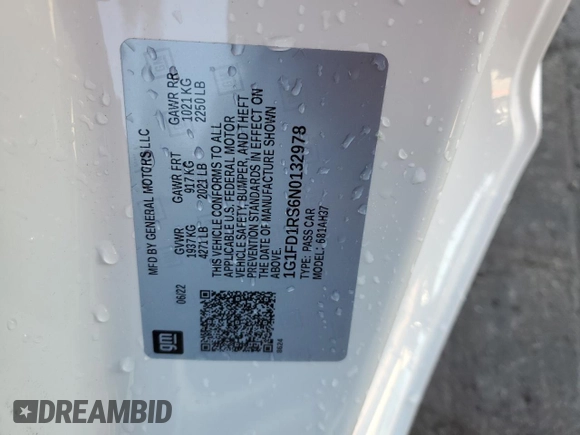 MFD BY GENERAL MOTORS LLC
06/22
GVWR
1937 KG
4271 LB
GAWR FRT
917 KG
2021 LB
GAWR RR
1021 KG
2250 LB
THIS VEHICLE CONFORMS TO ALL
APPLICABLE U.S. FEDERAL MOTOR
VEHICLE SAFETY, BUMPER, AND THEFT
PREVENTION STANDARDS IN EFFECT ON
THE DATE OF MANUFACTURE SHOWN
ABOVE.
1G1FD1RS6N0132978
TYPE: PASS CAR
MODEL: 681AH37
gm
DREAMBID